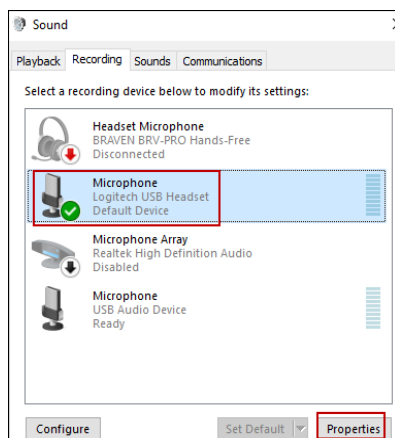 Sound
Playback Recording Sounds Communications
Select a recording device below to modify its settings:
Headset Microphone
BRAVEN BRV-PRO Hands-Free
Disconnected
Microphone
Logitech USB Headset
Default Device
Microphone Array
Realtek High Definition Audio
Disabled
Microphone
USB Audio Device
Ready
Configure Set Default Properties